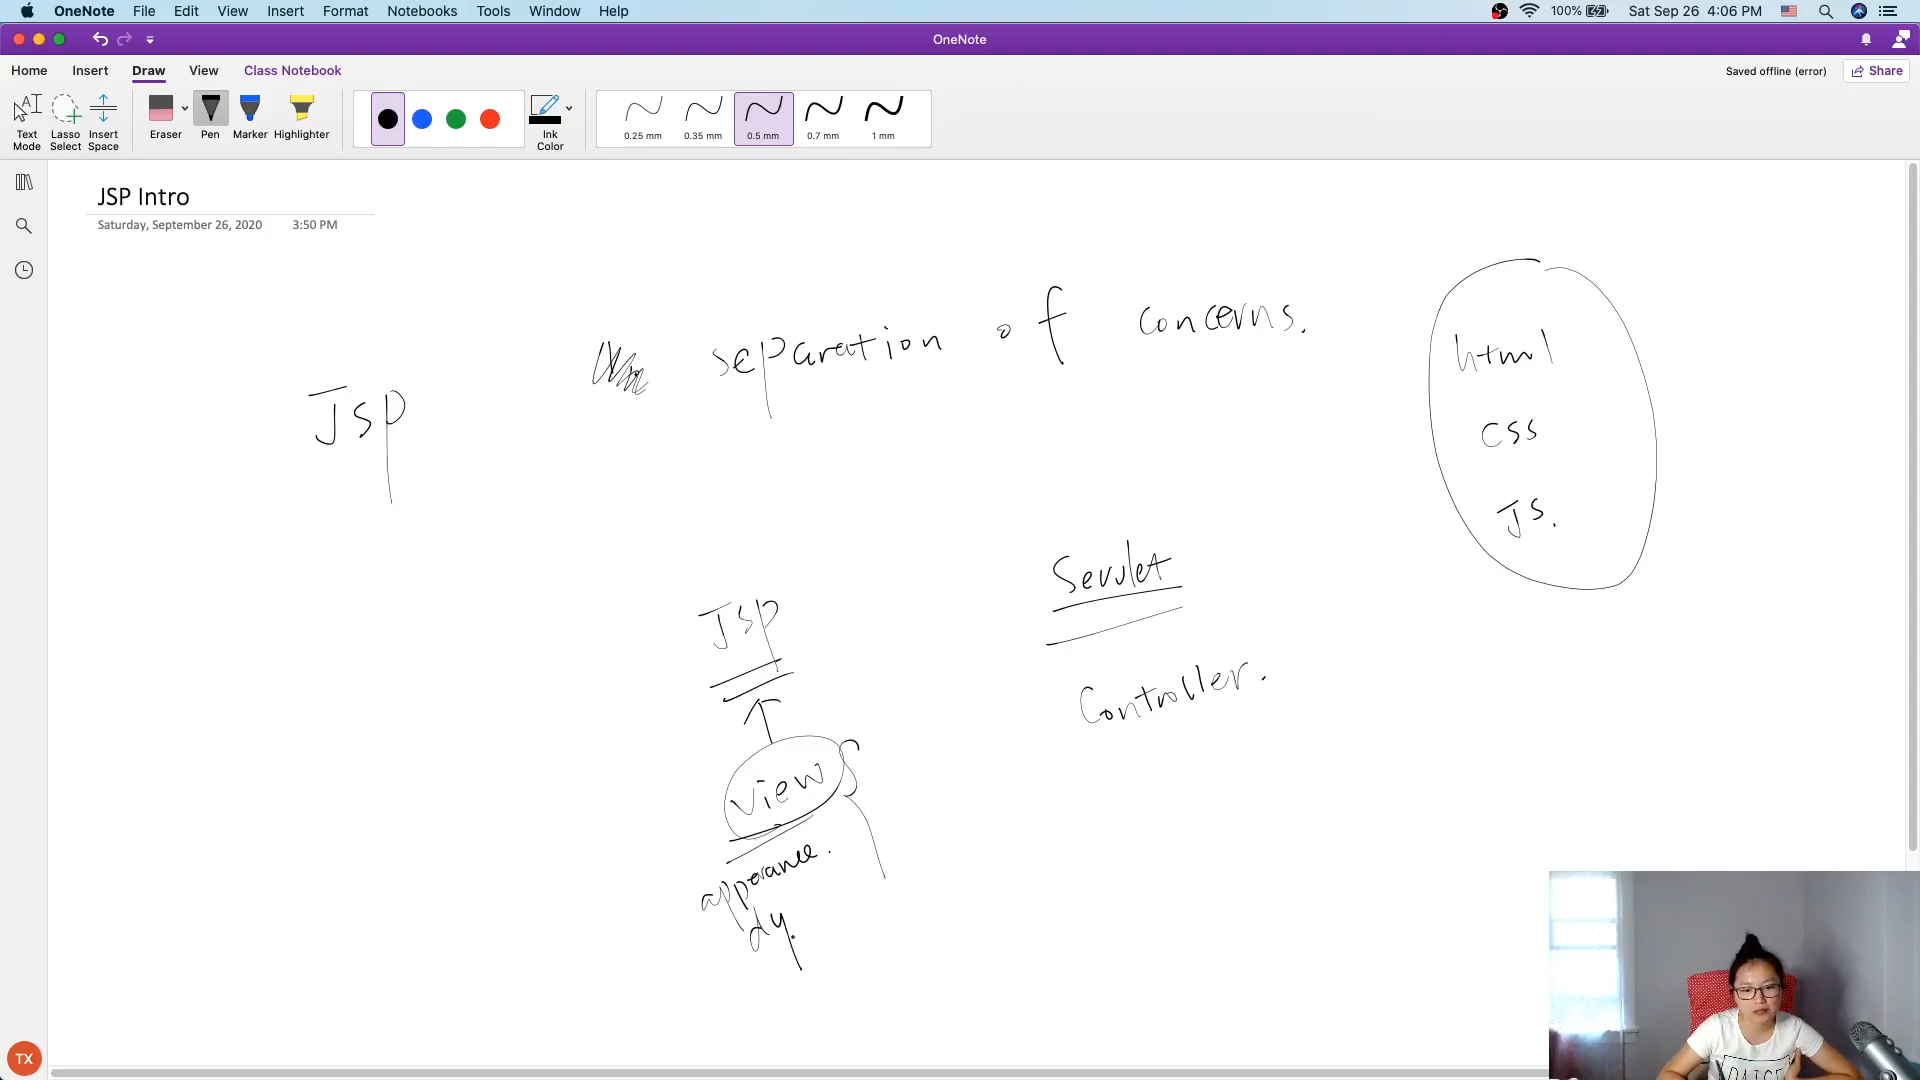 OneNote File Edit View Insert Format Notebooks Tools Window Help 100% Sat Sep 26 4:06 PM
OneNote
Home Insert Draw View Class Notebook Saved offline (error) Share
Text Mode
Lasso Select
Insert Space
Eraser
Pen
Marker
Highlighter
Ink Color
0.25 mm
0.35 mm
0.5 mm
0.7 mm
1 mm
JSP Intro
Saturday, September 26, 2020 3:50 PM
separation of concerns.
JSP
html
css
JS.
JSP
Servlet
Controller.
view
apperance.
dy.
TX